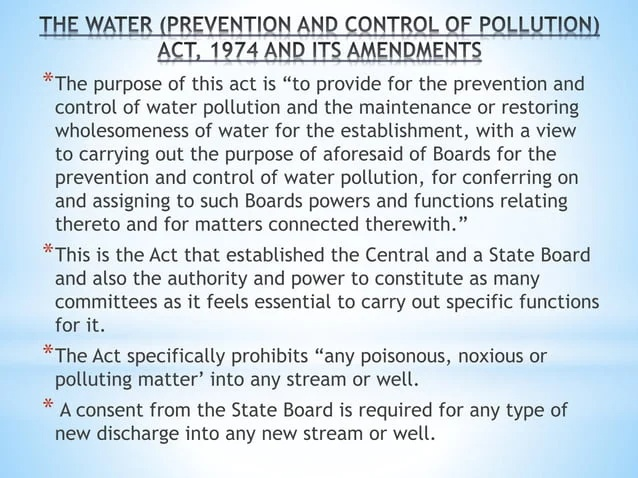 THE WATER (PREVENTION AND CONTROL OF POLLUTION)
ACT, 1974 AND ITS AMENDMENTS
*The purpose of this act is “to provide for the prevention and
control of water pollution and the maintenance or restoring
wholesomeness of water for the establishment, with a view
to carrying out the purpose of aforesaid of Boards for the
prevention and control of water pollution, for conferring on
and assigning to such Boards powers and functions relating
thereto and for matters connected therewith.”
*This is the Act that established the Central and a State Board
and also the authority and power to constitute as many
committees as it feels essential to carry out specific functions
for it.
*The Act specifically prohibits “any poisonous, noxious or
polluting matter’ into any stream or well.
* A consent from the State Board is required for any type of
new discharge into any new stream or well.